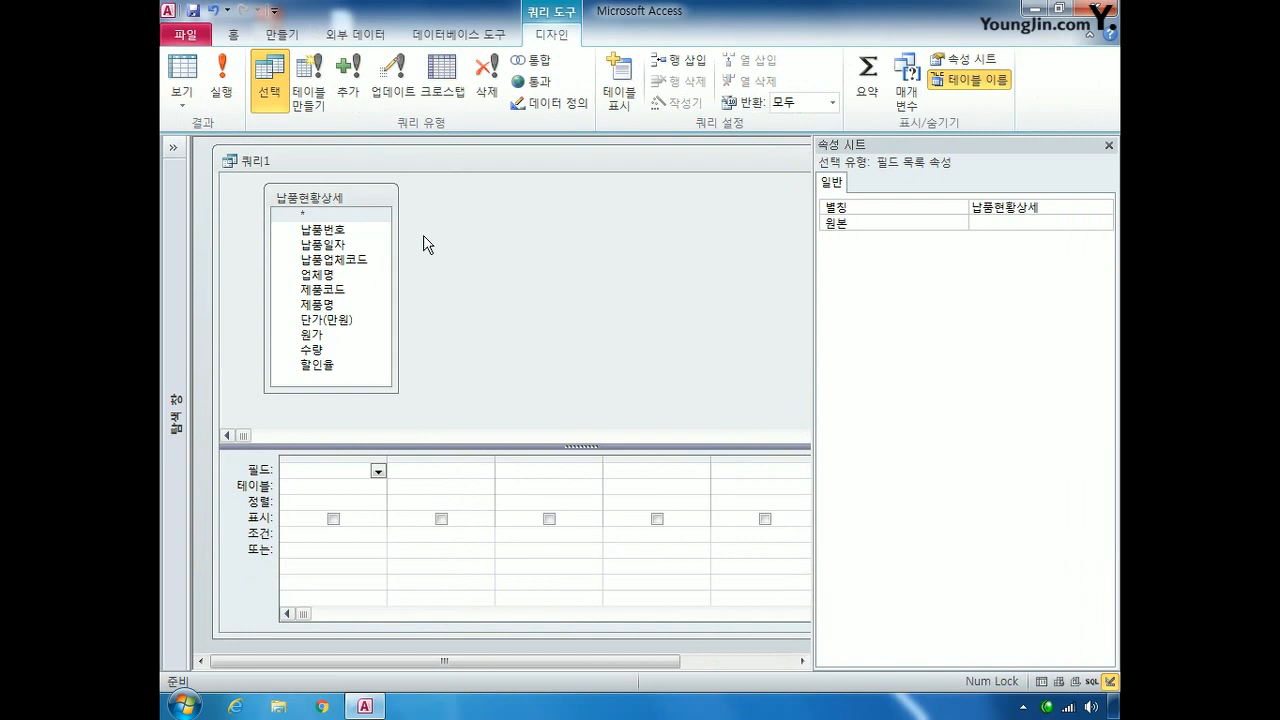 쿼리 도구
Microsoft Access
YoungJin.com Y.
파일
홈
만들기
외부 데이터
데이터베이스 도구
디자인
보기
실행
결과
선택
테이블
만들기
추가
업데이트
크로스탭
삭제
통합
통과
데이터 정의
쿼리 유형
테이블
표시
행 삽입
행 삭제
작성기
열 삽입
열 삭제
반환: 모두
쿼리 설정
요약
매개
변수
속성 시트
테이블 이름
표시/숨기기
탐색 창
쿼리1
납품현황상세
*
납품번호
납품일자
납품업체코드
업체명
제품코드
제품명
단가(만원)
원가
수량
할인율
필드:
테이블:
정렬:
표시:
조건:
또는:
속성 시트
선택 유형: 필드 목록 속성
일반
별칭 납품현황상세
원본
준비
Num Lock
SQL